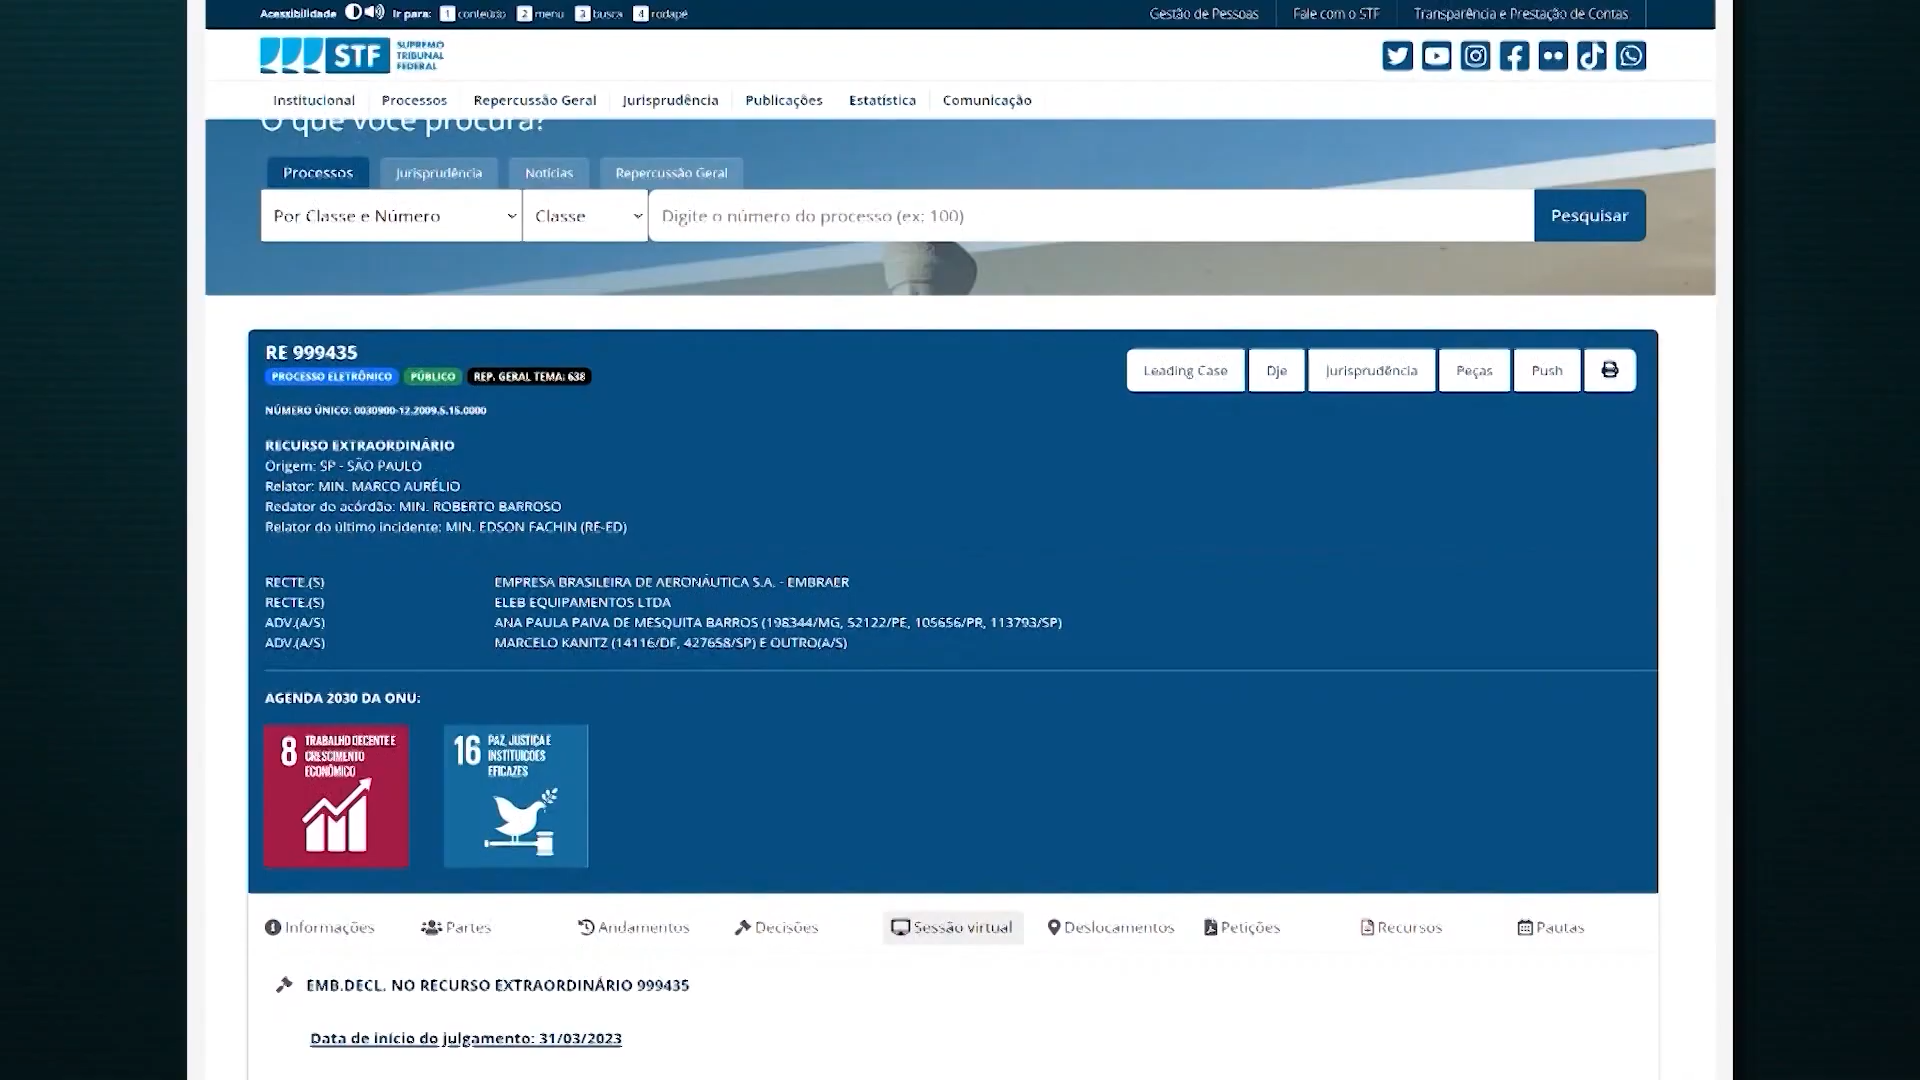 Acessibilidade Ir para: 1 conteúdo 2 menu 3 busca 4 rodapé Gestão de Pessoas Fale com o STF Transparência e Prestação de Contas
STF SUPREMO TRIBUNAL FEDERAL
Institucional Processos Repercussão Geral Jurisprudência Publicações Estatística Comunicação
O que você procura?
Processos Jurisprudência Notícias Repercussão Geral
Por Classe e Número Classe Digite o número do processo (ex: 100) Pesquisar
RE 999435
PROCESSO ELETRÔNICO PÚBLICO REP. GERAL TEMA: 638
Leading Case Dje Jurisprudência Peças Push
NÚMERO ÚNICO: 0030900-12.2009.5.15.0000
RECURSO EXTRAORDINÁRIO
Origem: SP - SÃO PAULO
Relator: MIN. MARCO AURÉLIO
Redator do acórdão: MIN. ROBERTO BARROSO
Relator do último incidente: MIN. EDSON FACHIN (RE-ED)
RECTE.(S) EMPRESA BRASILEIRA DE AERONÁUTICA S.A. - EMBRAER
RECTE.(S) ELEB EQUIPAMENTOS LTDA
ADV.(A/S) ANA PAULA PAIVA DE MESQUITA BARROS (198344/MG, 52122/PE, 105656/PR, 113793/SP)
ADV.(A/S) MARCELO KANITZ (14116/DF, 427658/SP) E OUTRO(A/S)
AGENDA 2030 DA ONU:
8 TRABALHO DECENTE E CRESCIMENTO ECONÔMICO
16 PAZ, JUSTIÇA E INSTITUIÇÕES EFICAZES
Informações Partes Andamentos Decisões Sessão virtual Deslocamentos Petições Recursos Pautas
EMB.DECL. NO RECURSO EXTRAORDINÁRIO 999435
Data de início do julgamento: 31/03/2023